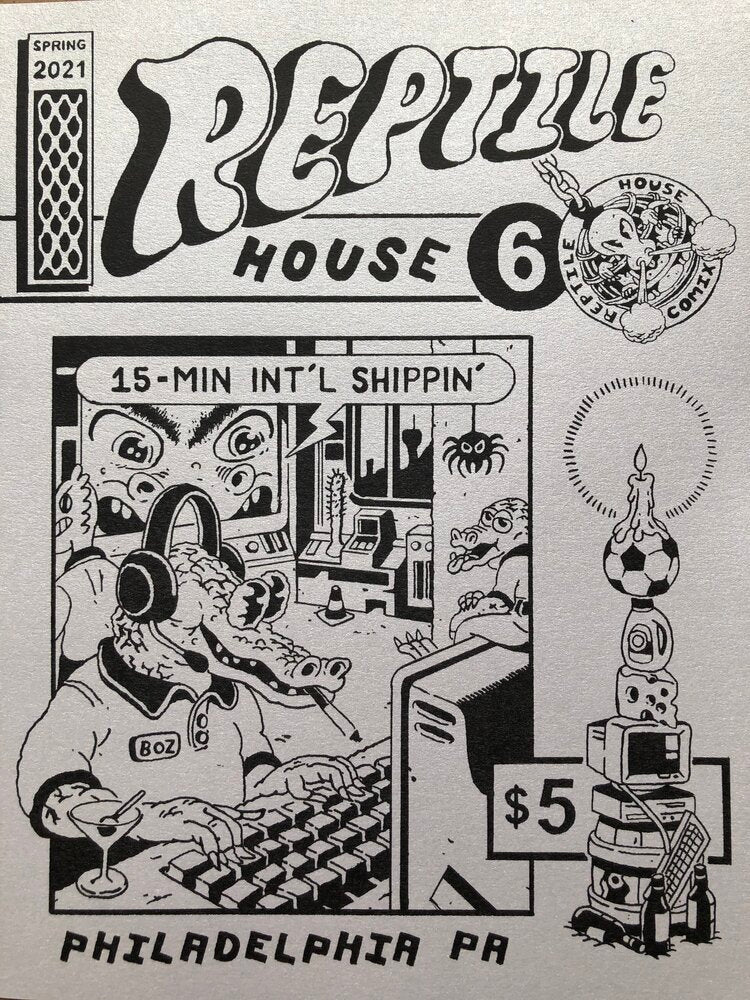 SPRING
2021
REPTILE
HOUSE 6
HOUSE
REPTILE
COMIX
15-MIN INT'L SHIPPIN'
BOZ
$5
PHILADELPHIA PA